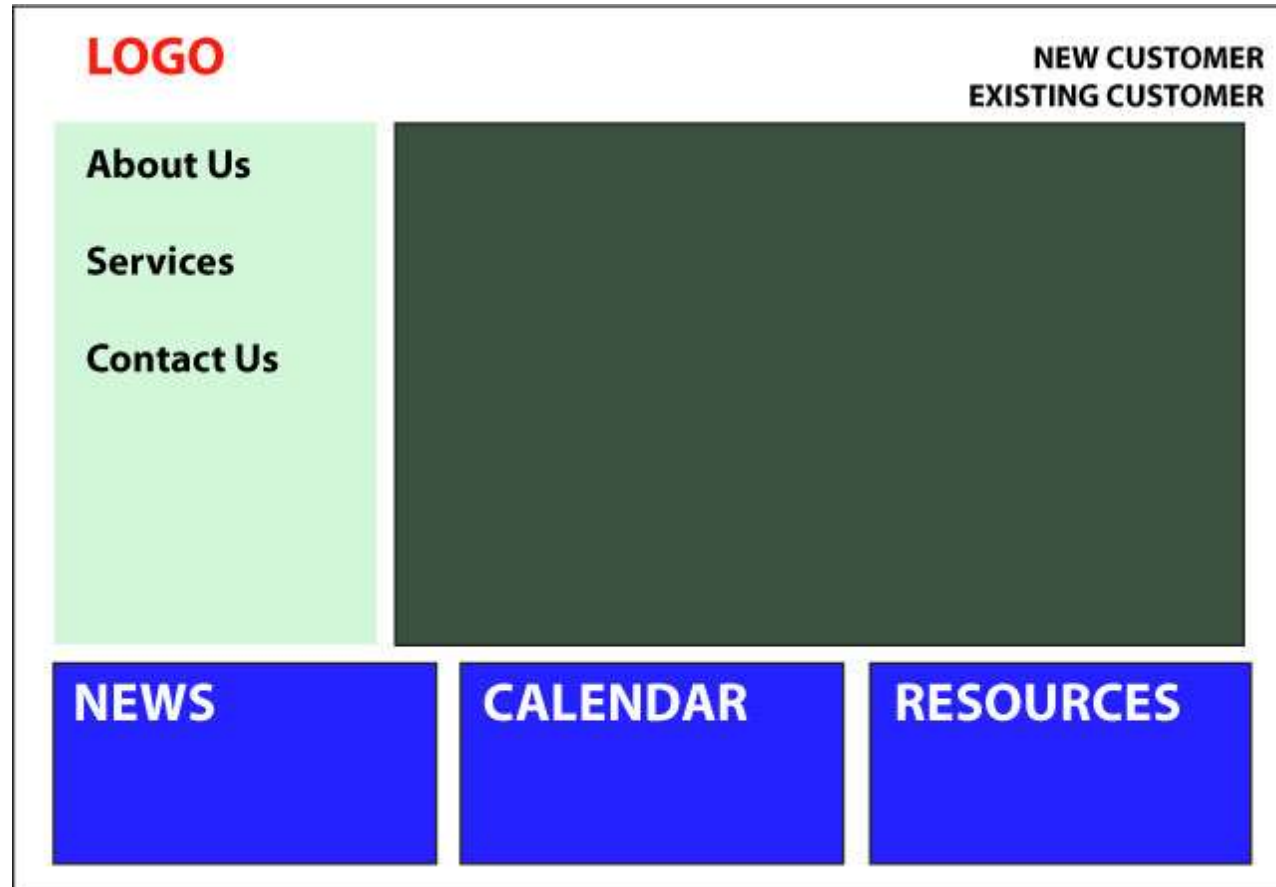 LOGO
NEW CUSTOMER
EXISTING CUSTOMER
About Us
Services
Contact Us
NEWS
CALENDAR
RESOURCES